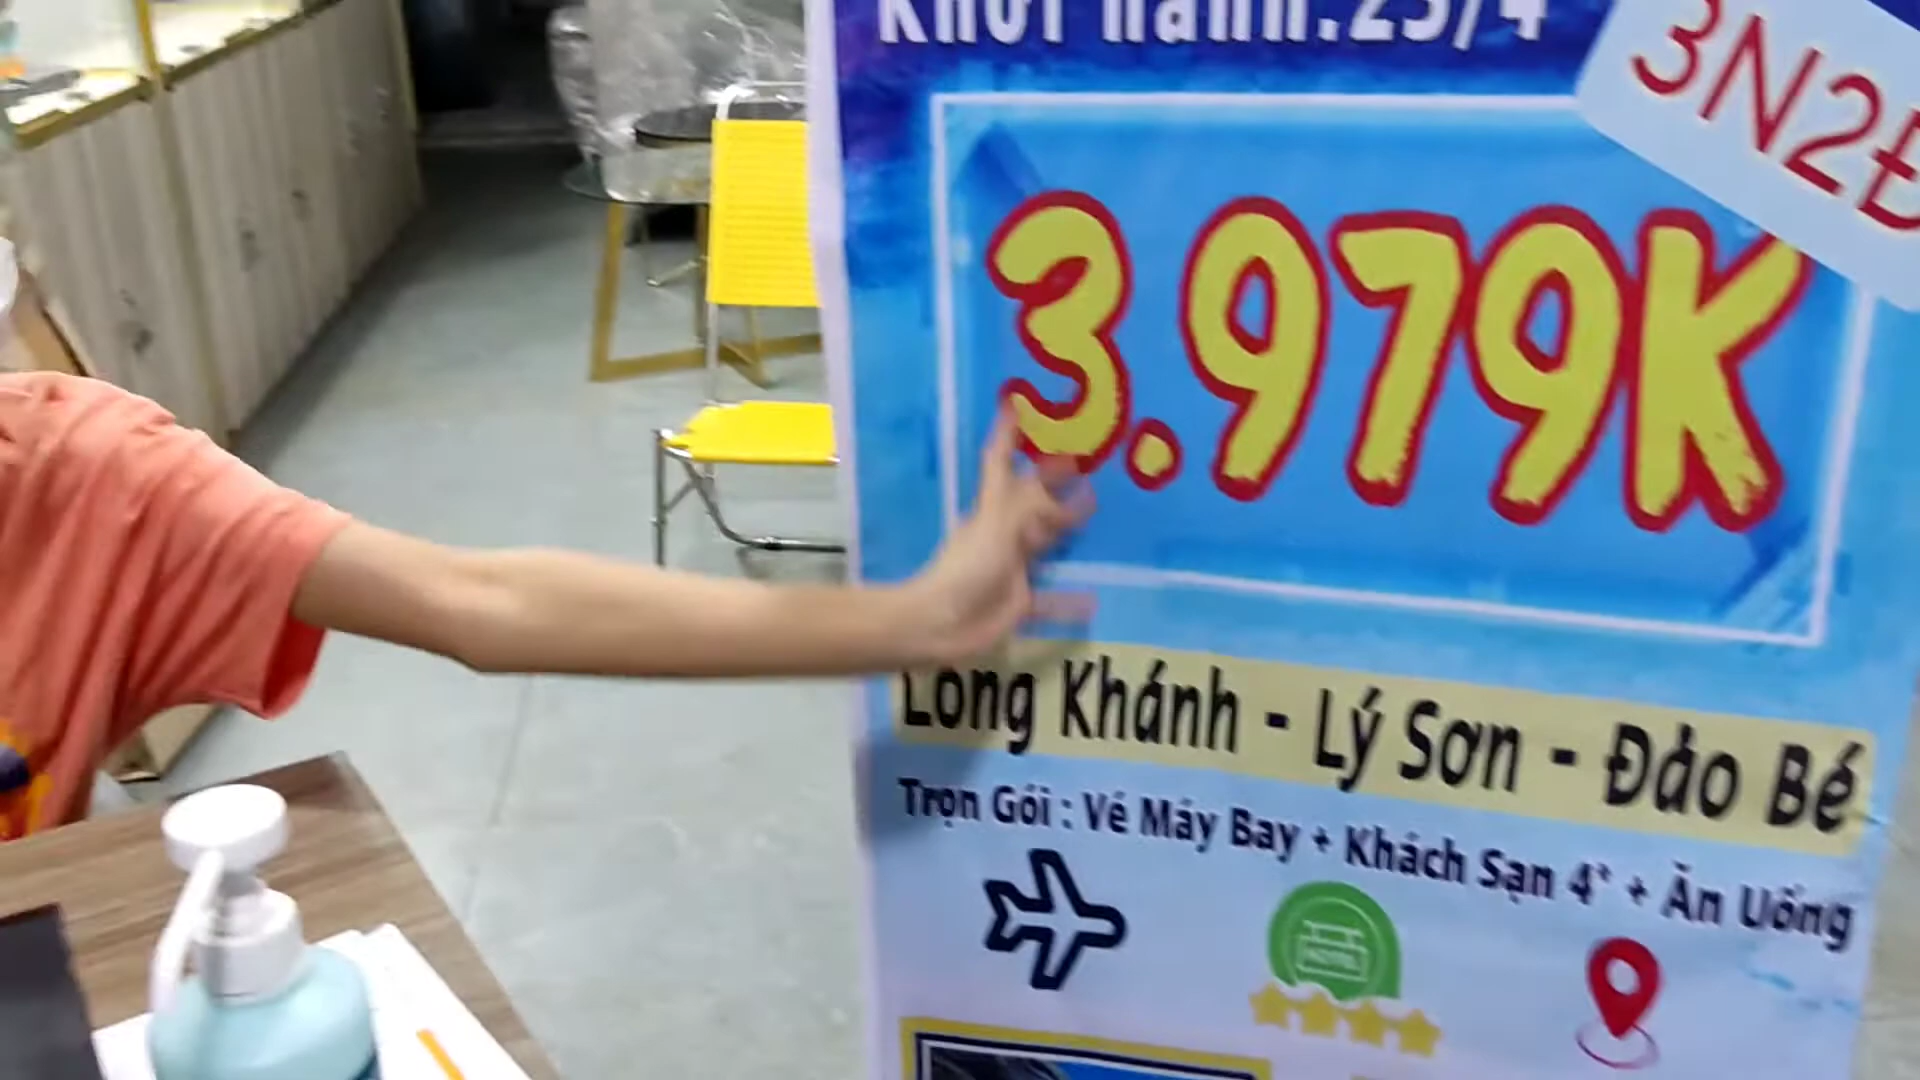 Khởi hành:25/4
3N2Đ
3.979K
Long Khánh - Lý Sơn - Đảo Bé
Trọn Gói : Vé Máy Bay + Khách Sạn 4* + Ăn Uống
HOTEL